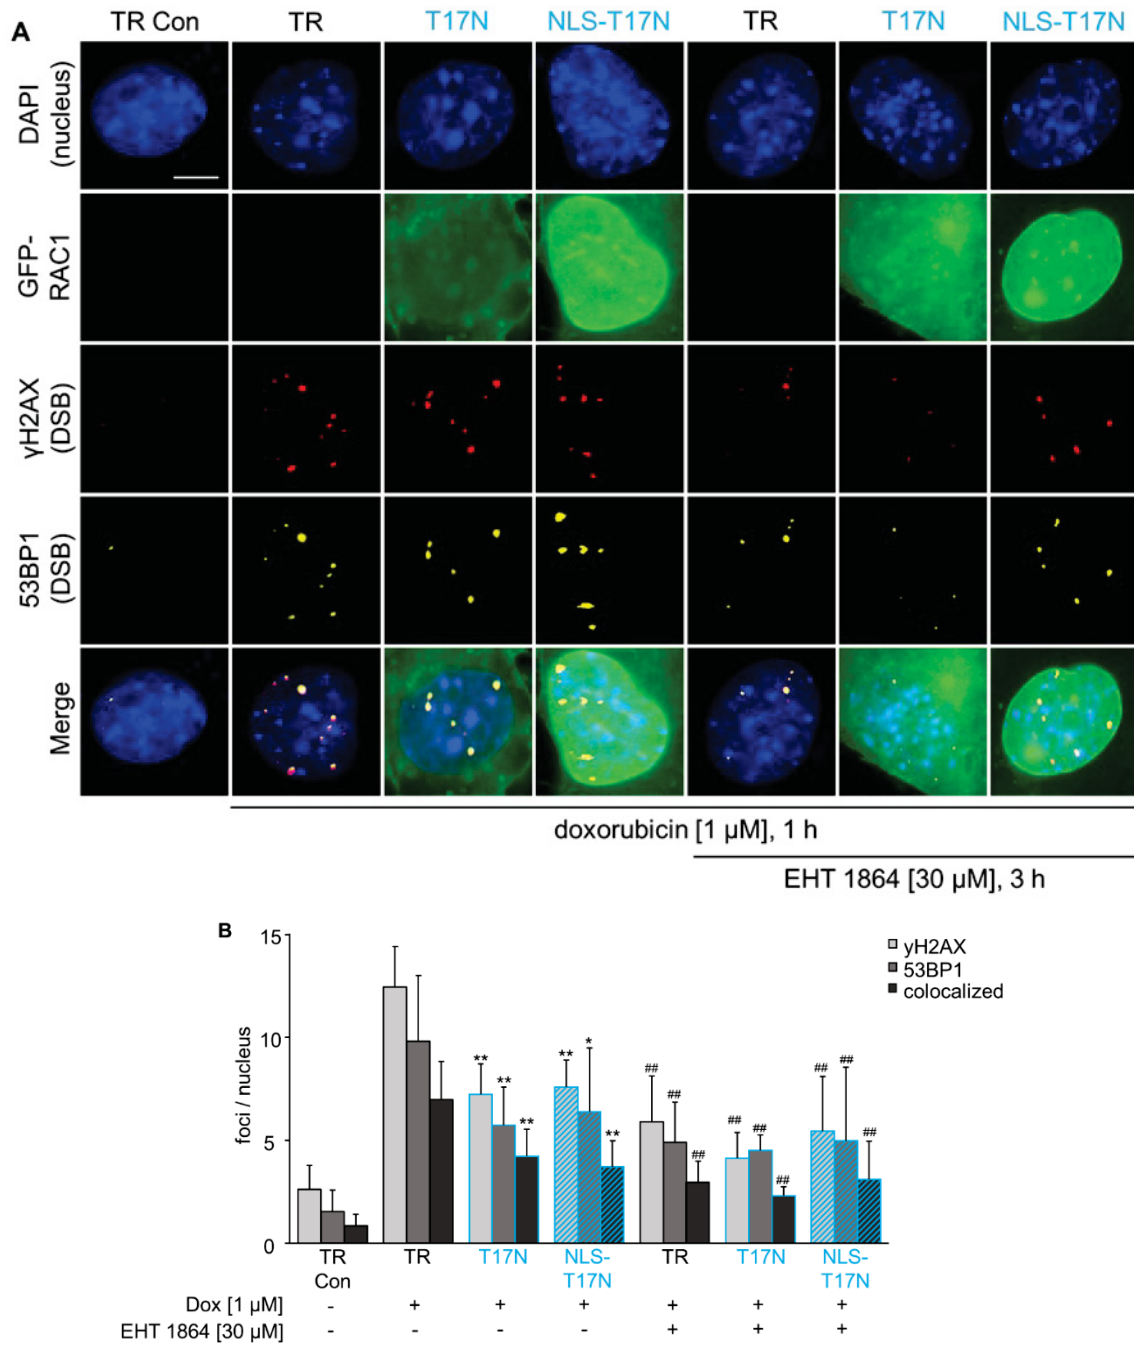 A
TR Con TR T17N NLS-T17N TR T17N NLS-T17N
DAPI
(nucleus)
GFP-
RAC1
γH2AX
(DSB)
53BP1
(DSB)
Merge
doxorubicin [1 µM], 1 h
EHT 1864 [30 µM], 3 h
B
15
10
5
0
foci / nucleus
yH2AX
53BP1
colocalized
** ** ** ** * ** ## ## ## ## ## ## ## ## ##
TR TR T17N NLS- TR T17N NLS-
Con T17N T17N
Dox [1 µM] - + + + + + +
EHT 1864 [30 µM] - - - - + + +